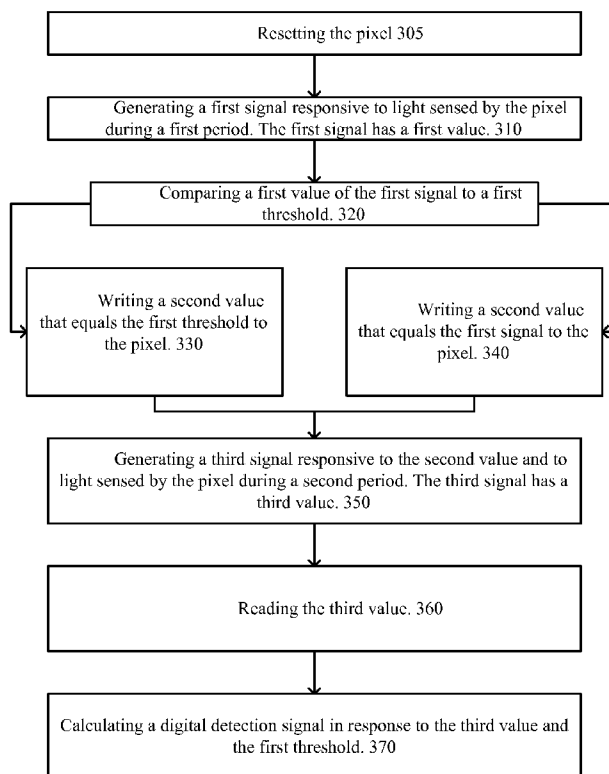 Resetting the pixel 305
Generating a first signal responsive to light sensed by the pixel
during a first period. The first signal has a first value. 310
Comparing a first value of the first signal to a first
threshold. 320
Writing a second value
that equals the first threshold to
the pixel. 330
Writing a second value
that equals the first signal to the
pixel. 340
Generating a third signal responsive to the second value and to
light sensed by the pixel during a second period. The third signal has a
third value. 350
Reading the third value. 360
Calculating a digital detection signal in response to the third value and
the first threshold. 370